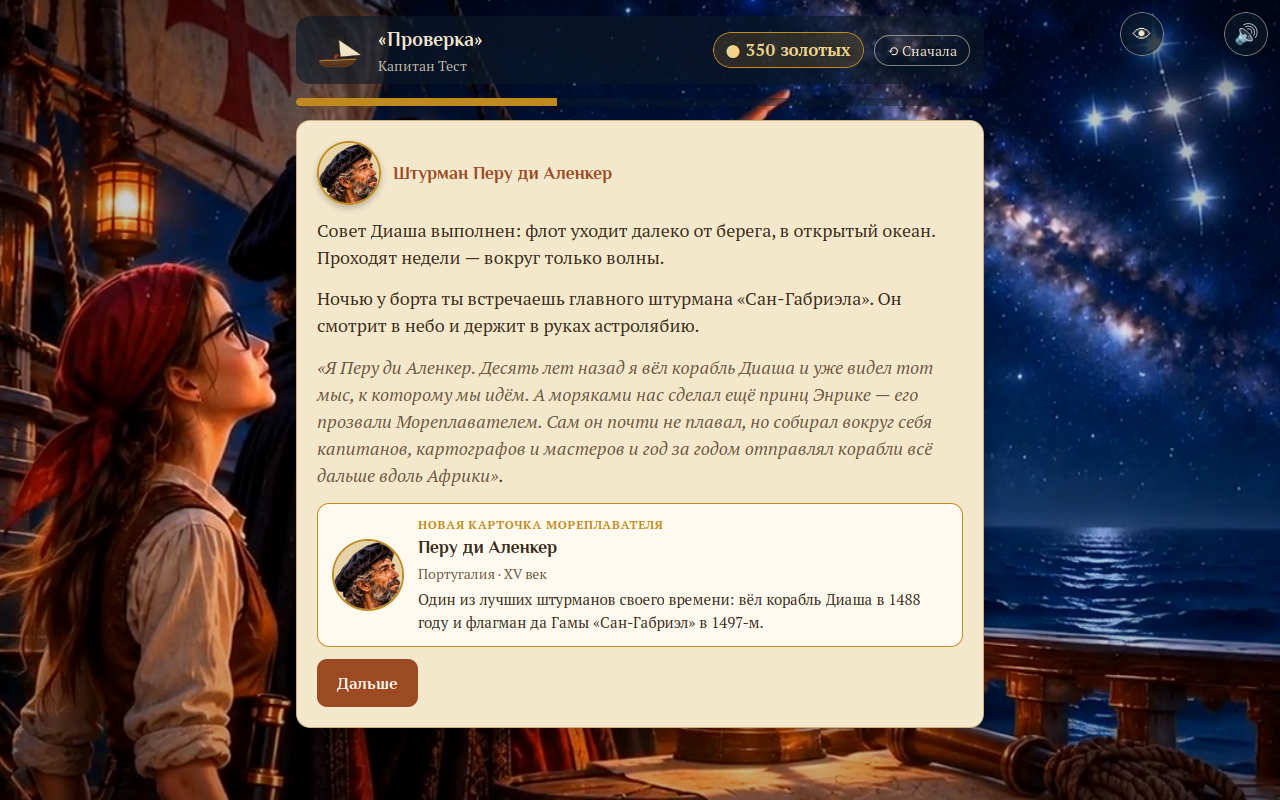 «Проверка»
Капитан Тест
350 золотых
⟲ Сначала
Штурман Перу ди Аленкер
Совет Диаша выполнен: флот уходит далеко от берега, в открытый океан.
Проходят недели — вокруг только волны.
Ночью у борта ты встречаешь главного штурмана «Сан-Габриэла». Он
смотрит в небо и держит в руках астролябию.
«Я Перу ди Аленкер. Десять лет назад я вёл корабль Диаша и уже видел тот
мыс, к которому мы идём. А моряками нас сделал ещё принц Энрике — его
прозвали Мореплавателем. Сам он почти не плавал, но собирал вокруг себя
капитанов, картографов и мастеров и год за годом отправлял корабли всё
дальше вдоль Африки».
НОВАЯ КАРТОЧКА МОРЕПЛАВАТЕЛЯ
Перу ди Аленкер
Португалия · XV век
Один из лучших штурманов своего времени: вёл корабль Диаша в 1488
году и флагман да Гамы «Сан-Габриэл» в 1497-м.
Дальше